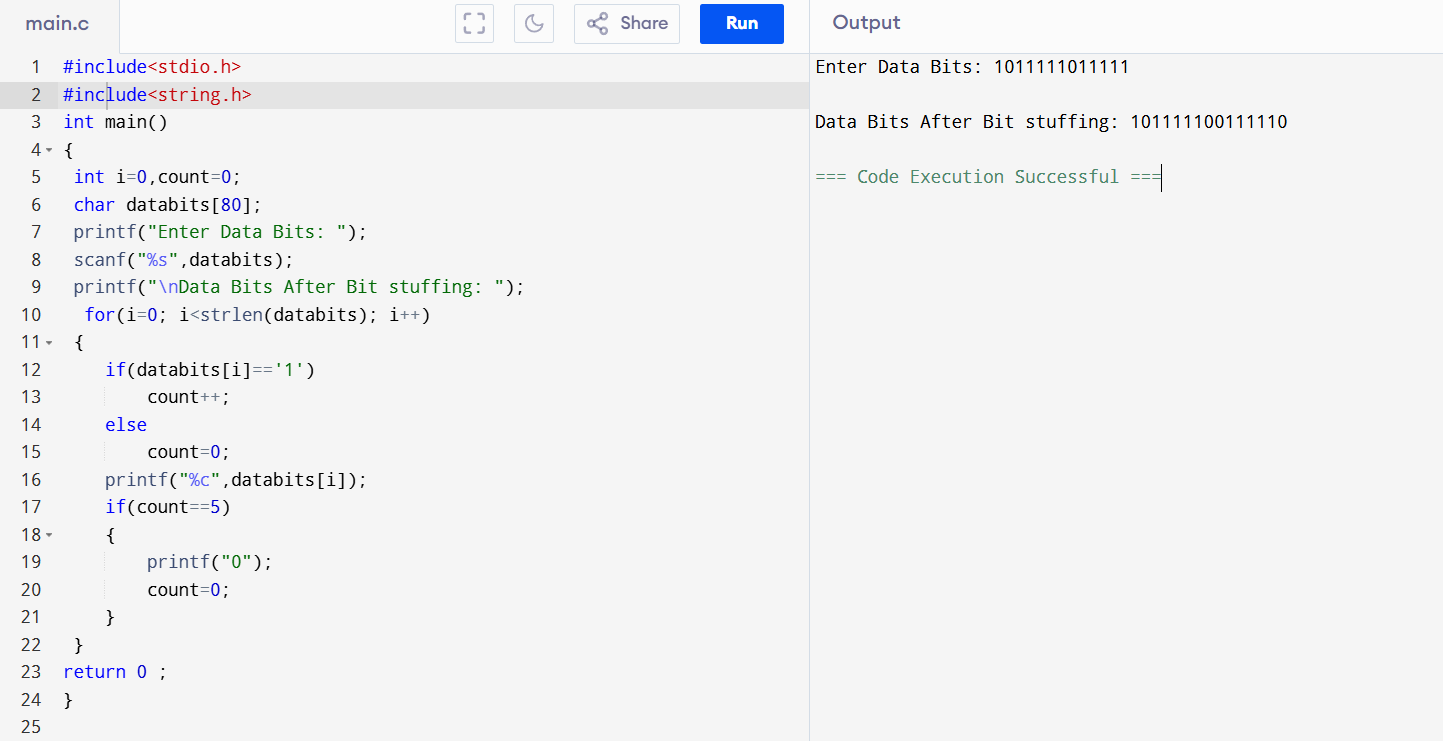 main.c
Share
Run
Output
1 #include<stdio.h>
2 #include<string.h>
3 int main()
4 {
5 int i=0,count=0;
6 char databits[80];
7 printf("Enter Data Bits: ");
8 scanf("%s",databits);
9 printf("\nData Bits After Bit stuffing: ");
10 for(i=0; i<strlen(databits); i++)
11 {
12 if(databits[i]=='1')
13 count++;
14 else
15 count=0;
16 printf("%c",databits[i]);
17 if(count==5)
18 {
19 printf("0");
20 count=0;
21 }
22 }
23 return 0 ;
24 }
25
Enter Data Bits: 1011111011111
Data Bits After Bit stuffing: 101111100111110
=== Code Execution Successful ===